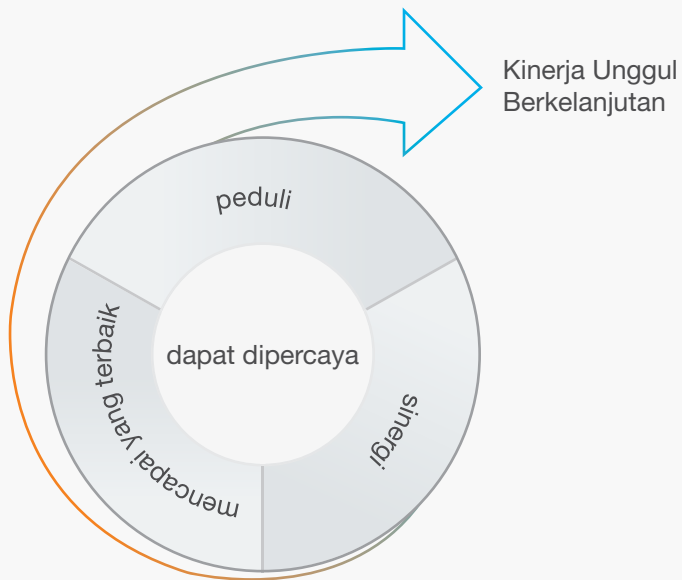 Kinerja Unggul
Berkelanjutan
peduli
dapat dipercaya
mencapai yang terbaik
sinergi